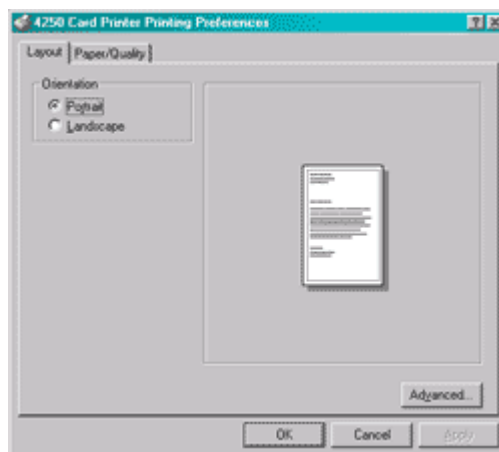 4250 Card Printer Printing Preferences
Layout
Paper/Quality
Orientation
Portrait
Landscape
Advanced...
OK
Cancel
Apply